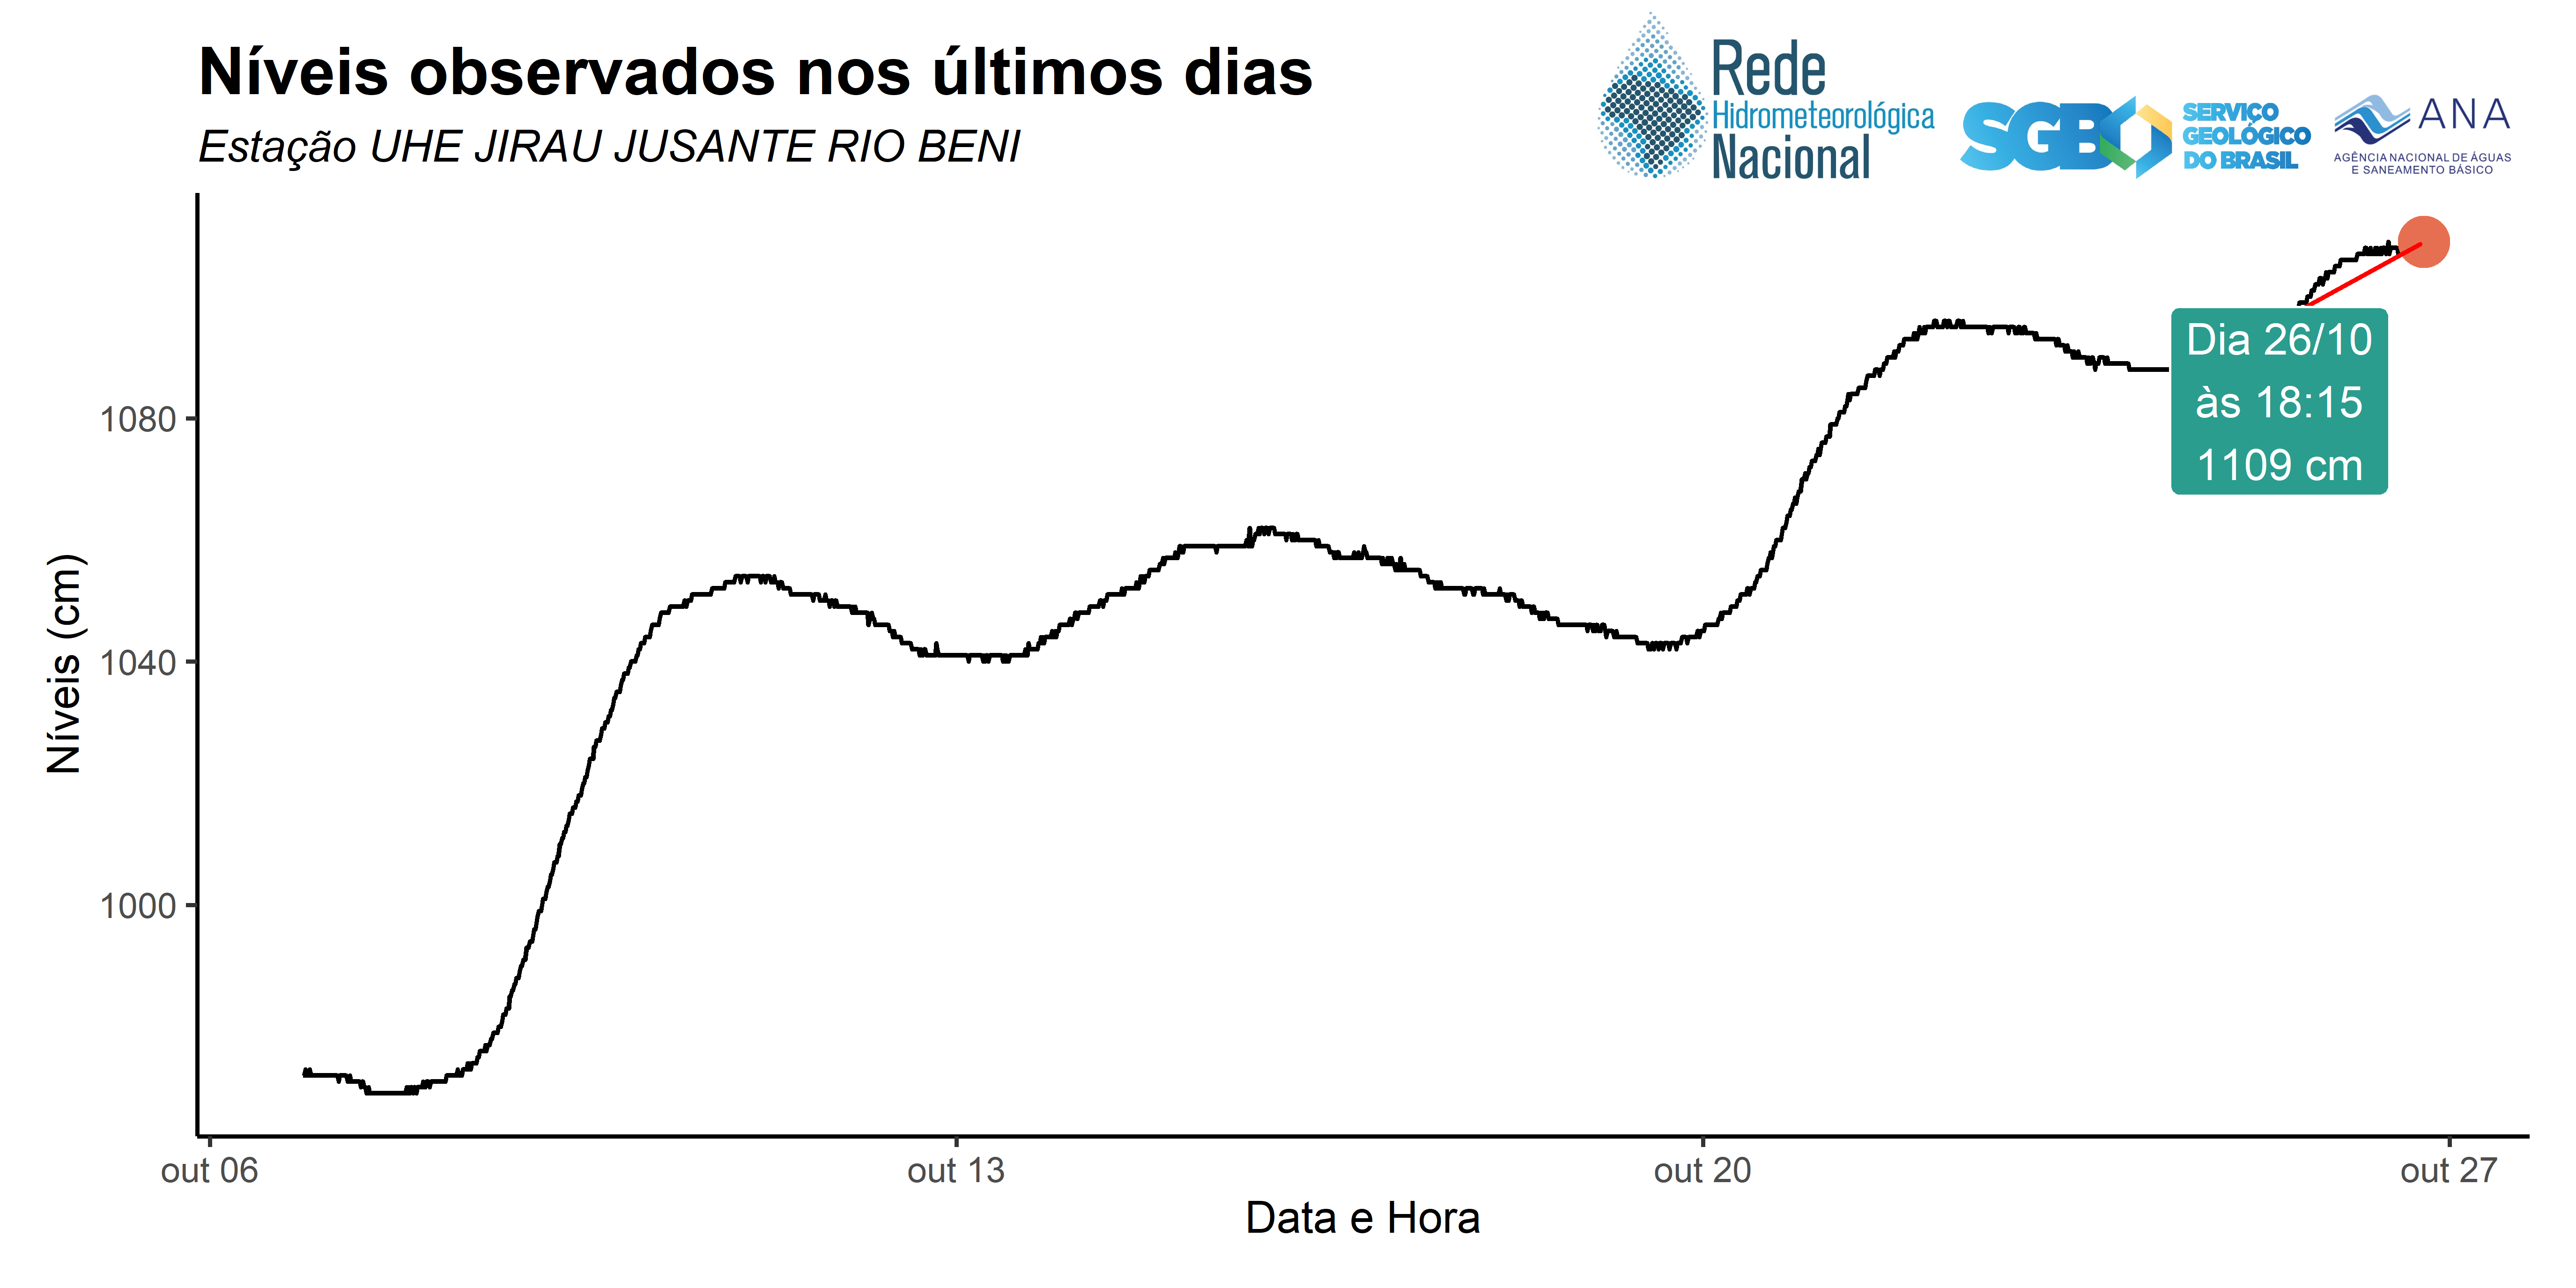 Níveis observados nos últimos dias
Estação UHE JIRAU JUSANTE RIO BENI
Rede
Hidrometeorológica
Nacional
SGB
SERVIÇO
GEOLÓGICO
DO BRASIL
ANA
AGÊNCIA NACIONAL DE ÁGUAS
E SANEAMENTO BÁSICO
Dia 26/10
às 18:15
1109 cm
Níveis (cm)
1080
1040
1000
out 06
out 13
out 20
out 27
Data e Hora